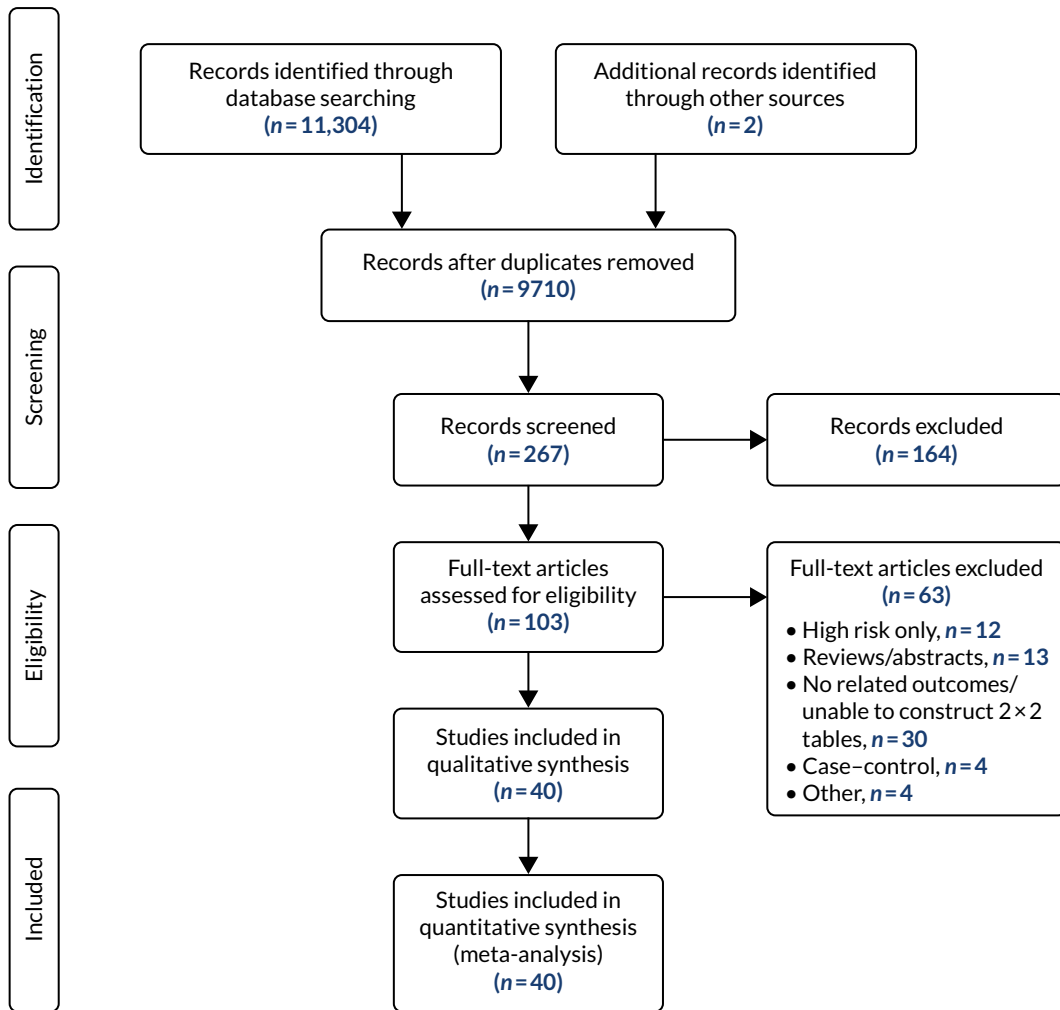 Identification
Records identified through
database searching
(n = 11,304)
Additional records identified
through other sources
(n = 2)
Records after duplicates removed
(n = 9710)
Screening
Records screened
(n = 267)
Records excluded
(n = 164)
Eligibility
Full-text articles
assessed for eligibility
(n = 103)
Full-text articles excluded
(n = 63)
• High risk only, n = 12
• Reviews/abstracts, n = 13
• No related outcomes/
unable to construct 2 × 2
tables, n = 30
• Case–control, n = 4
• Other, n = 4
Studies included in
qualitative synthesis
(n = 40)
Included
Studies included in
quantitative synthesis
(meta-analysis)
(n = 40)